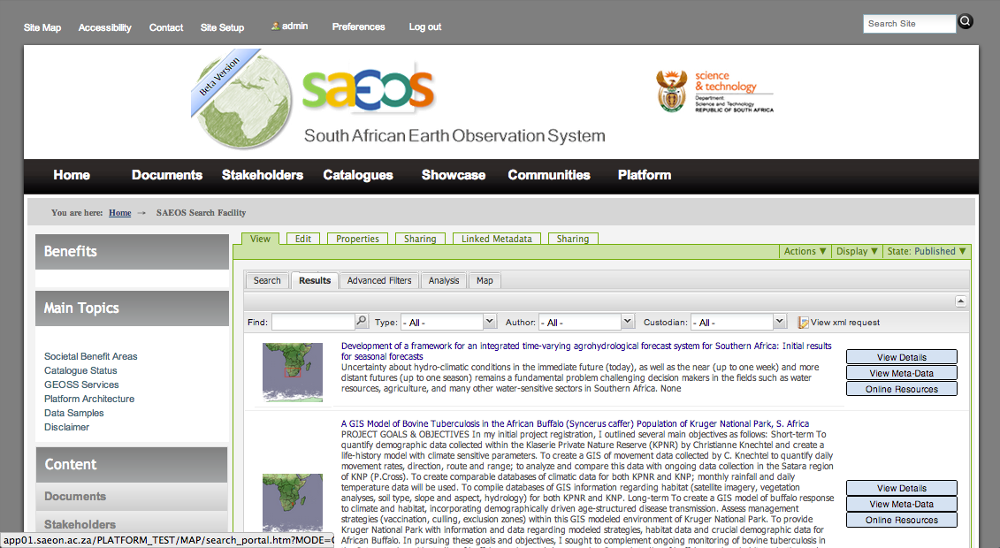 Site Map Accessibility Contact Site Setup admin Preferences Log out
Search Site
Beta Version
saeos
South African Earth Observation System
science
& technology
Department:
Science and Technology
REPUBLIC OF SOUTH AFRICA
Home Documents Stakeholders Catalogues Showcase Communities Platform
You are here: Home → SAEOS Search Facility
Benefits
Main Topics
Societal Benefit Areas
Catalogue Status
GEOSS Services
Platform Architecture
Data Samples
Disclaimer
Content
Documents
Stakeholders
View Edit Properties Sharing Linked Metadata Sharing
Actions ▼ Display ▼ State: Published ▼
Search Results Advanced Filters Analysis Map
Find: Type: - All - Author: - All - Custodian: - All - View xml request
Development of a framework for an integrated time-varying agrohydrological forecast system for Southern Africa: Initial results
for seasonal forecasts
Uncertainty about hydro-climatic conditions in the immediate future (today), as well as the near (up to one week) and more
distant futures (up to one season) remains a fundamental problem challenging decision makers in the fields such as water
resources, agriculture, and many other water-sensitive sectors in Southern Africa. None
View Details
View Meta-Data
Online Resources
A GIS Model of Bovine Tuberculosis in the African Buffalo (Syncerus caffer) Population of Kruger National Park, S. Africa
PROJECT GOALS & OBJECTIVES In my initial project registration, I outlined several main objectives as follows: Short-term To
quantify demographic data collected within the Klaserie Private Nature Reserve (KPNR) by Christianne Knechtel and create a
life-history model with climate sensitive parameters. To create a GIS of movement data collected by C. Knechtel to quantify daily
movement rates, direction, route and range; to analyze and compare this data with ongoing data collection in the Satara region
of KNP (P.Cross). To create comparable databases of climatic data for both KPNR and KNP; monthly rainfall and daily
temperature data will be used. To compile databases of GIS information regarding habitat (satellite imagery, vegetation
analyses, soil type, slope and aspect, hydrology) for both KPNR and KNP. Long-term To create a GIS model of buffalo response
to climate and habitat, incorporating demographically driven age-structured disease transmission. Assess management
strategies (vaccination, culling, exclusion zones) within this GIS modeled environment of Kruger National Park. To provide
Kruger National Park with information and data regarding modeled strategies, habitat data and crucial demographic data for
African Buffalo. In pursuing these goals and objectives, I sought to complement ongoing monitoring of bovine tuberculosis in
View Details
View Meta-Data
Online Resources
app01.saeon.ac.za/PLATFORM_TEST/MAP/search_portal.htm?MODE=